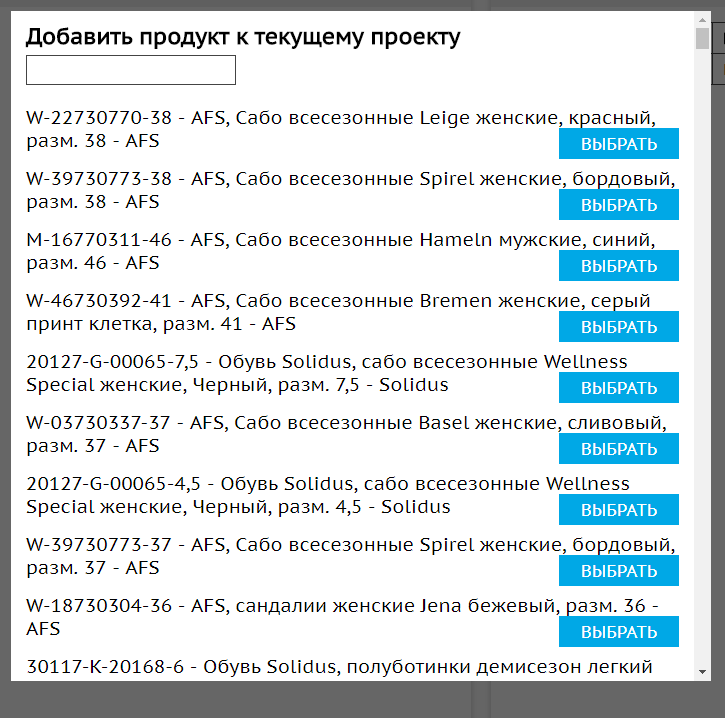 Добавить продукт к текущему проекту
W-22730770-38 - AFS, Сабо всесезонные Leige женские, красный,
разм. 38 - AFS
ВЫБРАТЬ
W-39730773-38 - AFS, Сабо всесезонные Spirel женские, бордовый,
разм. 38 - AFS
ВЫБРАТЬ
M-16770311-46 - AFS, Сабо всесезонные Hameln мужские, синий,
разм. 46 - AFS
ВЫБРАТЬ
W-46730392-41 - AFS, Сабо всесезонные Bremen женские, серый
принт клетка, разм. 41 - AFS
ВЫБРАТЬ
20127-G-00065-7,5 - Обувь Solidus, сабо всесезонные Wellness
Special женские, Черный, разм. 7,5 - Solidus
ВЫБРАТЬ
W-03730337-37 - AFS, Сабо всесезонные Basel женские, сливовый,
разм. 37 - AFS
ВЫБРАТЬ
20127-G-00065-4,5 - Обувь Solidus, сабо всесезонные Wellness
Special женские, Черный, разм. 4,5 - Solidus
ВЫБРАТЬ
W-39730773-37 - AFS, Сабо всесезонные Spirel женские, бордовый,
разм. 37 - AFS
ВЫБРАТЬ
W-18730304-36 - AFS, сандалии женские Jena бежевый, разм. 36 -
AFS
ВЫБРАТЬ
30117-K-20168-6 - Обувь Solidus, полуботинки демисезон легкий